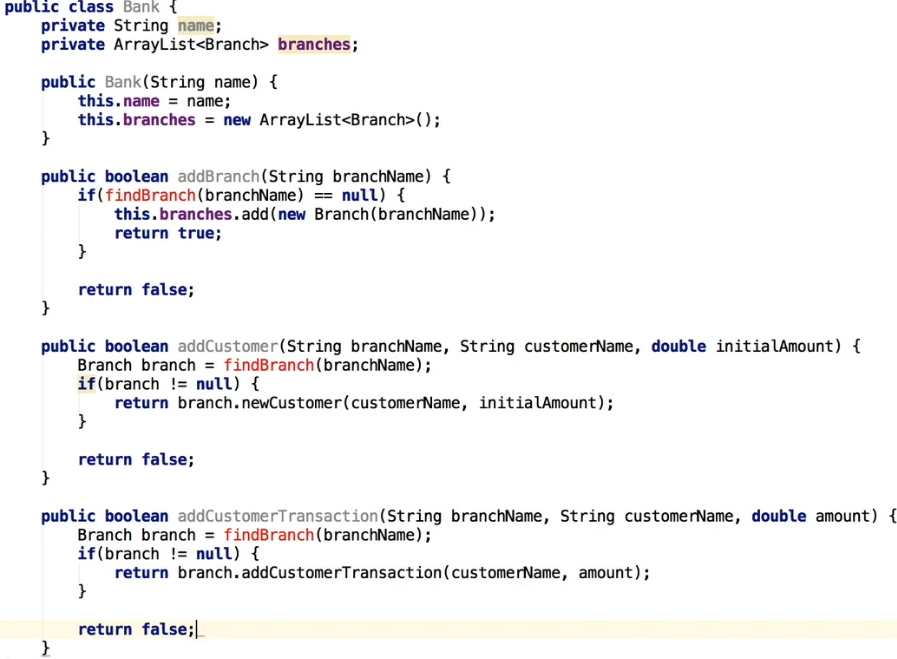 public class Bank {
    private String name;
    private ArrayList<Branch> branches;

    public Bank(String name) {
        this.name = name;
        this.branches = new ArrayList<Branch>();
    }

    public boolean addBranch(String branchName) {
        if(findBranch(branchName) == null) {
            this.branches.add(new Branch(branchName));
            return true;
        }

        return false;
    }

    public boolean addCustomer(String branchName, String customerName, double initialAmount) {
        Branch branch = findBranch(branchName);
        if(branch != null) {
            return branch.newCustomer(customerName, initialAmount);
        }

        return false;
    }

    public boolean addCustomerTransaction(String branchName, String customerName, double amount) {
        Branch branch = findBranch(branchName);
        if(branch != null) {
            return branch.addCustomerTransaction(customerName, amount);
        }

        return false;
    }